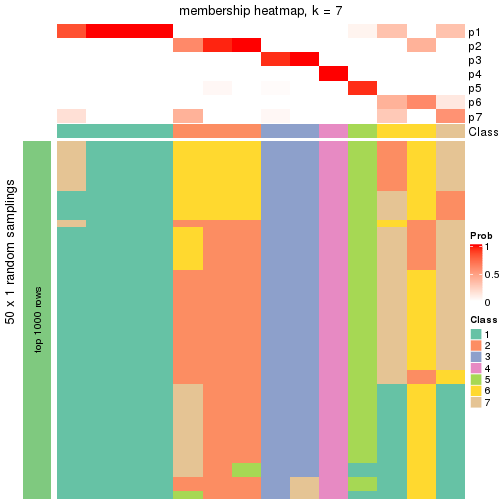 membership heatmap, k = 7
p1
p2
p3
p4
p5
p6
p7
Class
50 x 1 random samplings
top 1000 rows
Prob
1
0.5
0
Class
1
2
3
4
5
6
7